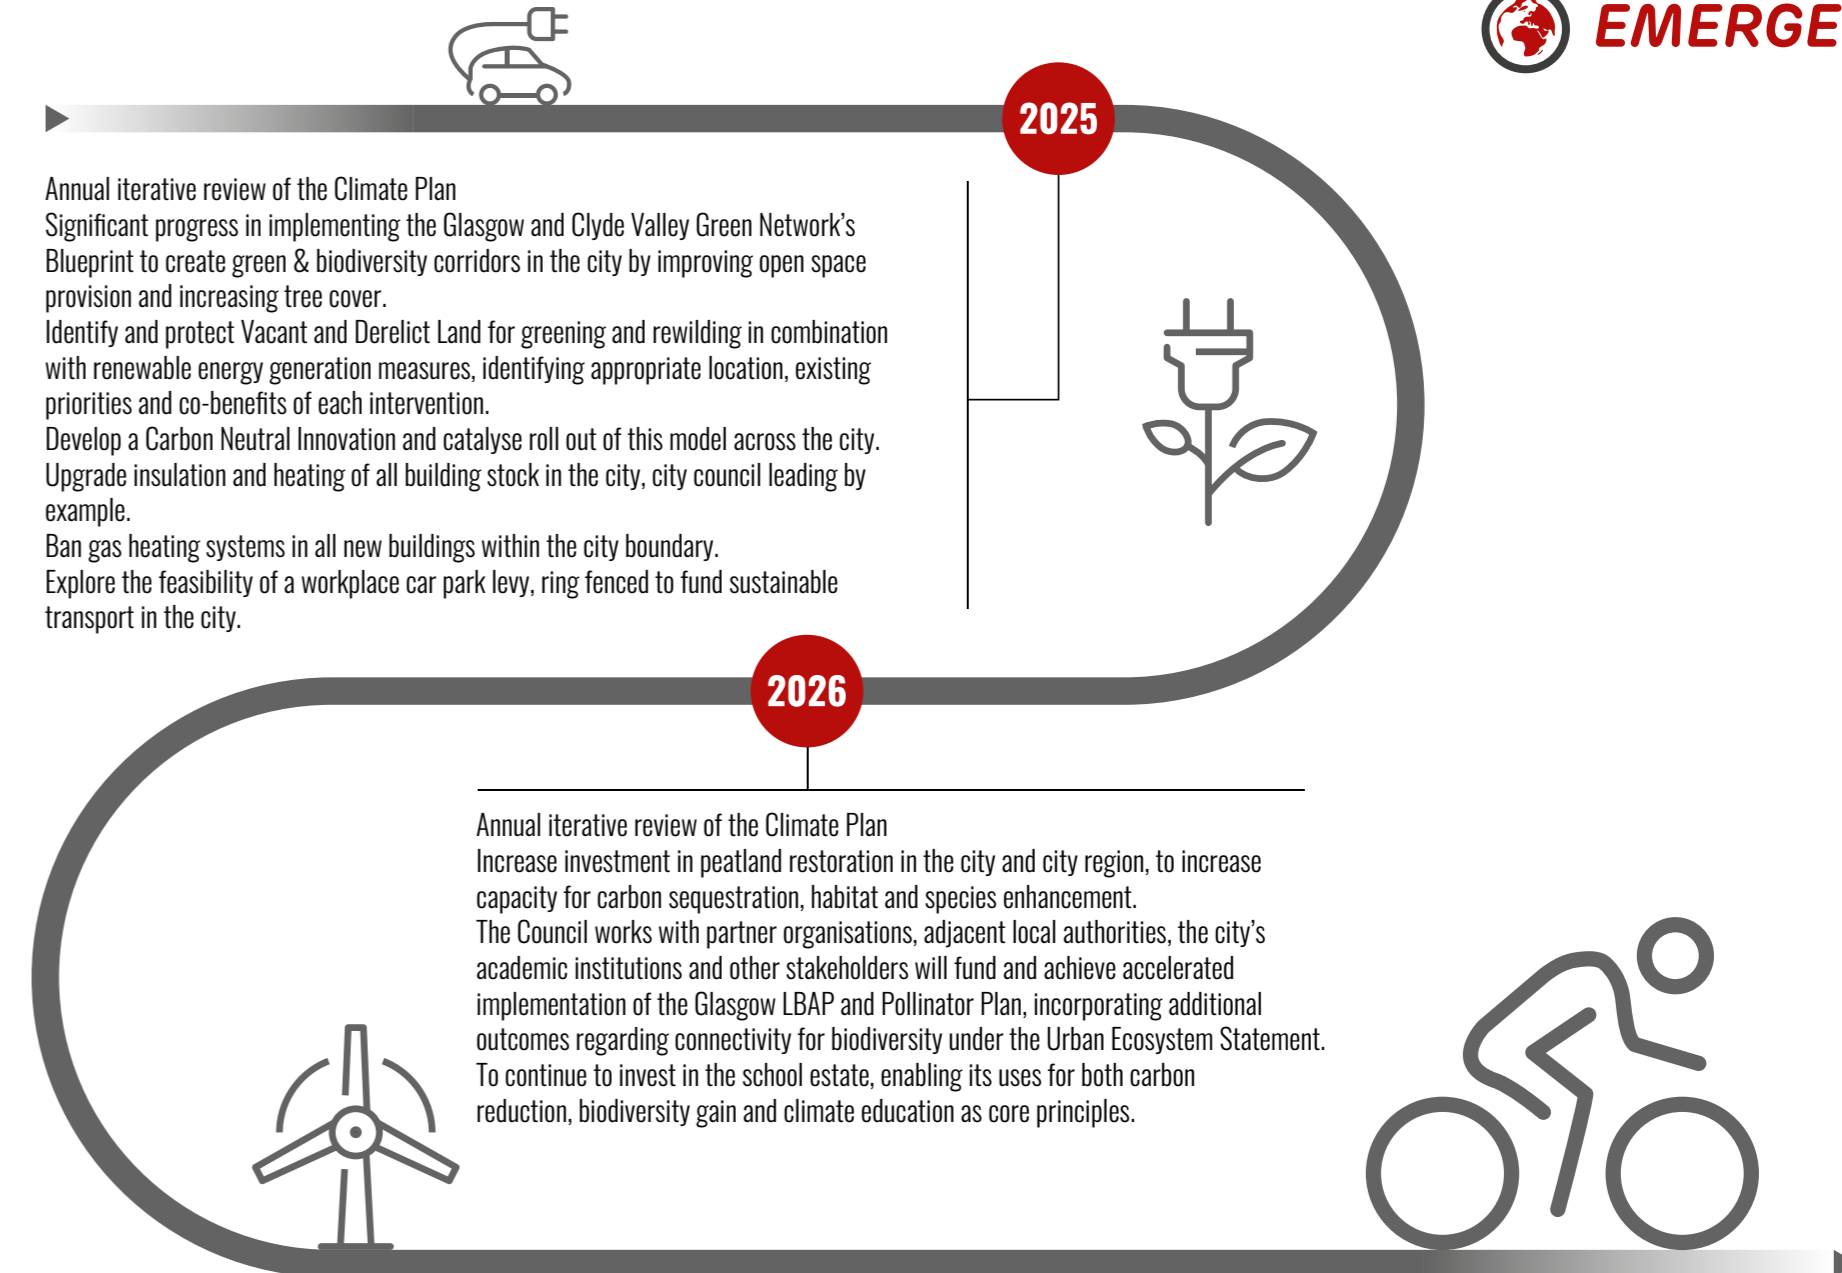 EMERGE
2025
Annual iterative review of the Climate Plan
Significant progress in implementing the Glasgow and Clyde Valley Green Network’s
Blueprint to create green & biodiversity corridors in the city by improving open space
provision and increasing tree cover.
Identify and protect Vacant and Derelict Land for greening and rewilding in combination
with renewable energy generation measures, identifying appropriate location, existing
priorities and co-benefits of each intervention.
Develop a Carbon Neutral Innovation and catalyse roll out of this model across the city.
Upgrade insulation and heating of all building stock in the city, city council leading by
example.
Ban gas heating systems in all new buildings within the city boundary.
Explore the feasibility of a workplace car park levy, ring fenced to fund sustainable
transport in the city.
2026
Annual iterative review of the Climate Plan
Increase investment in peatland restoration in the city and city region, to increase
capacity for carbon sequestration, habitat and species enhancement.
The Council works with partner organisations, adjacent local authorities, the city’s
academic institutions and other stakeholders will fund and achieve accelerated
implementation of the Glasgow LBAP and Pollinator Plan, incorporating additional
outcomes regarding connectivity for biodiversity under the Urban Ecosystem Statement.
To continue to invest in the school estate, enabling its uses for both carbon
reduction, biodiversity gain and climate education as core principles.